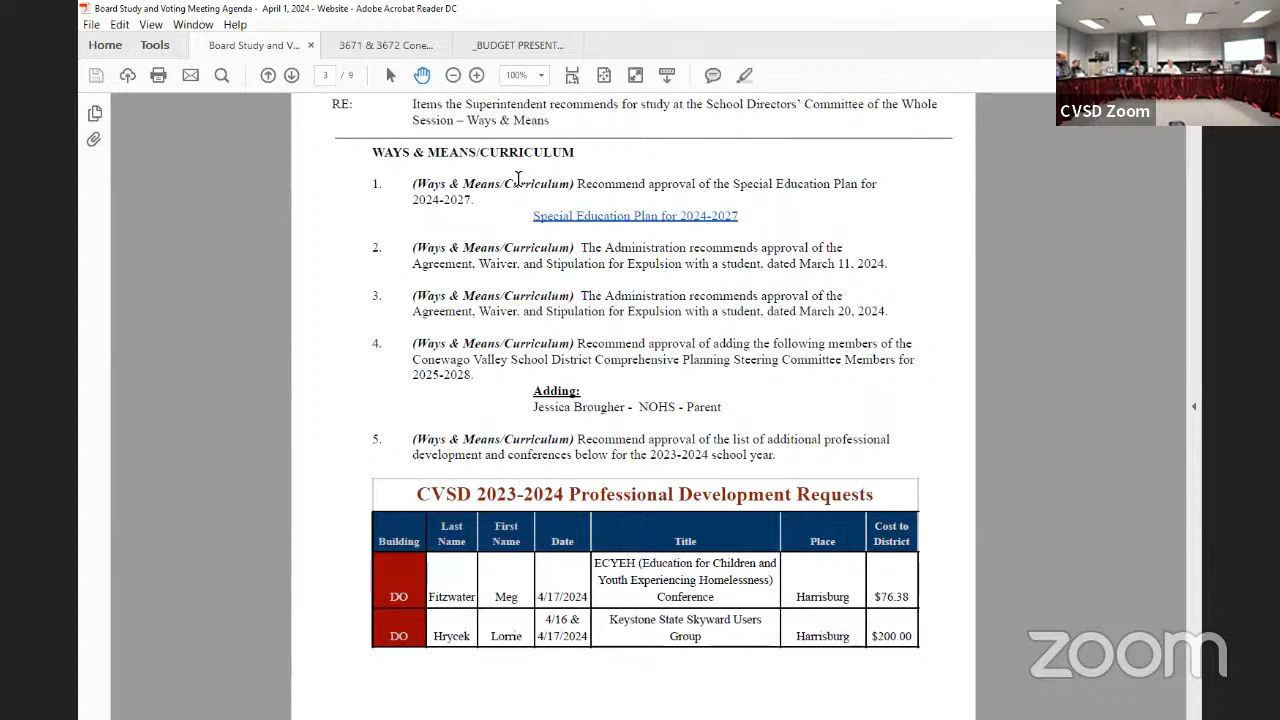 Board Study and Voting Meeting Agenda - April 1, 2024 - Website - Adobe Acrobat Reader DC
File Edit View Window Help
Home Tools Board Study and V... × 3671 & 3672 Cone... _BUDGET PRESENT...
3 / 9 100%
CVSD Zoom
RE: Items the Superintendent recommends for study at the School Directors' Committee of the Whole
Session – Ways & Means
WAYS & MEANS/CURRICULUM
1. (Ways & Means/Curriculum) Recommend approval of the Special Education Plan for
2024-2027.
Special Education Plan for 2024-2027
2. (Ways & Means/Curriculum) The Administration recommends approval of the
Agreement, Waiver, and Stipulation for Expulsion with a student, dated March 11, 2024.
3. (Ways & Means/Curriculum) The Administration recommends approval of the
Agreement, Waiver, and Stipulation for Expulsion with a student, dated March 20, 2024.
4. (Ways & Means/Curriculum) Recommend approval of adding the following members of the
Conewago Valley School District Comprehensive Planning Steering Committee Members for
2025-2028.
Adding:
Jessica Brougher - NOHS - Parent
5. (Ways & Means/Curriculum) Recommend approval of the list of additional professional
development and conferences below for the 2023-2024 school year.
CVSD 2023-2024 Professional Development Requests
Building Last Name First Name Date Title Place Cost to District
DO Fitzwater Meg 4/17/2024 ECYEH (Education for Children and Youth Experiencing Homelessness) Conference Harrisburg $76.38
DO Hrycek Lorrie 4/16 & 4/17/2024 Keystone State Skyward Users Group Harrisburg $200.00
zoom